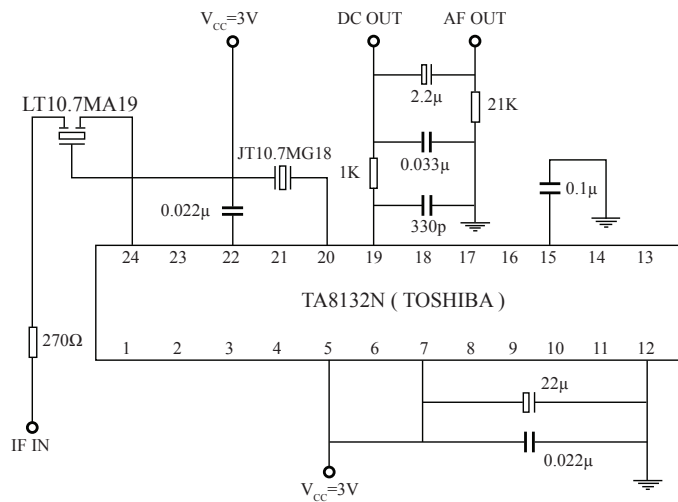 V_CC=3V
DC OUT
AF OUT
LT10.7MA19
2.2μ
21K
JT10.7MG18
1K
0.033μ
0.022μ
330p
0.1μ
24 23 22 21 20 19 18 17 16 15 14 13
TA8132N ( TOSHIBA )
270Ω
1 2 3 4 5 6 7 8 9 10 11 12
22μ
IF IN
0.022μ
V_CC=3V